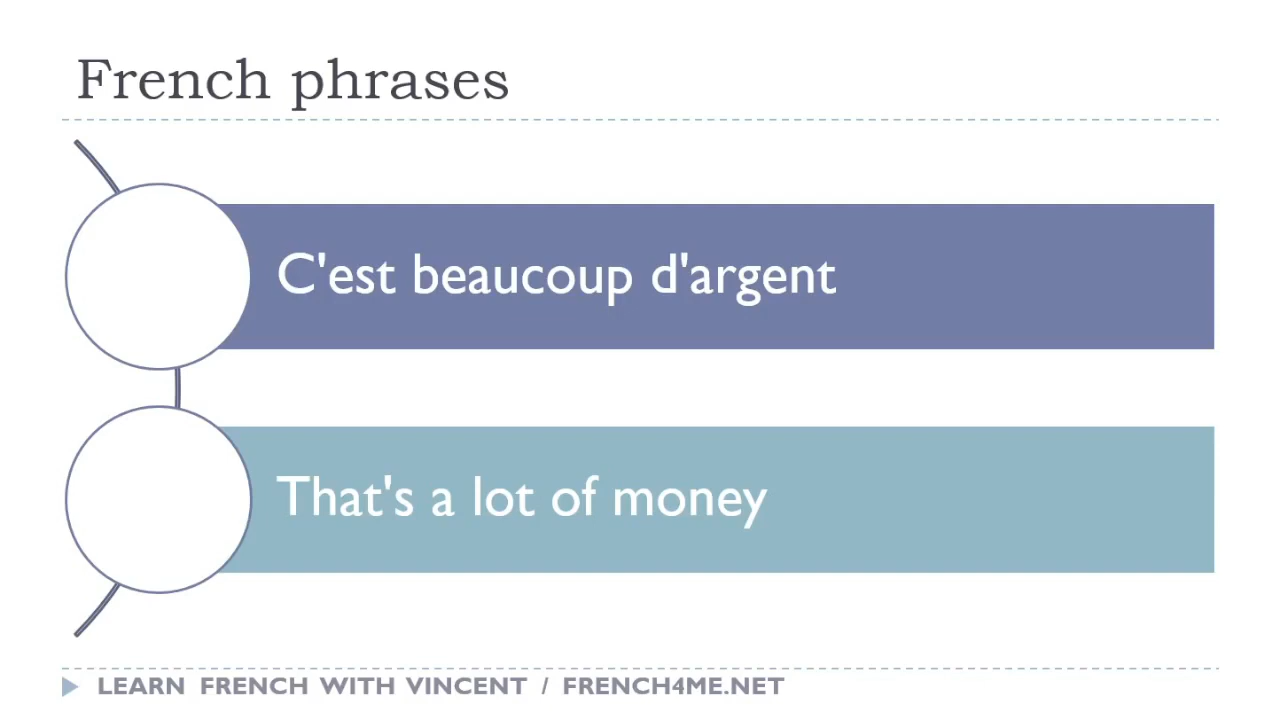 French phrases
C'est beaucoup d'argent
That's a lot of money
LEARN FRENCH WITH VINCENT / FRENCH4ME.NET